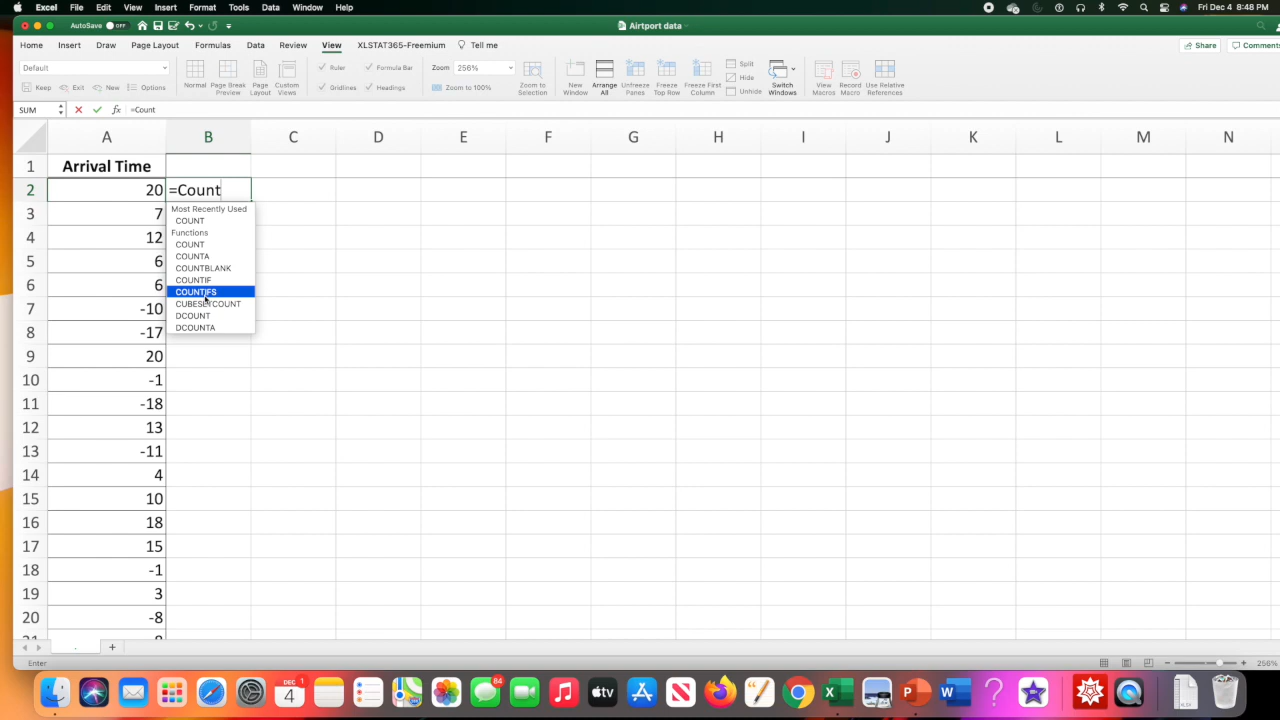 Excel File Edit View Insert Format Tools Data Window Help Fri Dec 4 8:48 PM
AutoSave OFF Airtport data
Home Insert Draw Page Layout Formulas Data Review View XLSTAT365-Freemium Tell me Share Comments
Default Ruler Formula Bar Zoom 256% Split
Normal Page Break Preview Page Layout Custom Views Zoom to Selection New Window Arrange All Unfreeze Panes Freeze Top Row Freeze First Column Hide Switch Windows View Macros Record Macro Use Relative References
Keep Exit New Options Gridlines Headings Zoom to 100% Unhide
SUM fx =Count
A B C D E F G H I J K L M N
1 Arrival Time
2 20 =Count
Most Recently Used
3 7 COUNT
Functions
4 12 COUNT
COUNTA
5 6 COUNTBLANK
COUNTIF
6 6 COUNTIFS
CUBESETCOUNT
7 -10 DCOUNT
DCOUNTA
8 -17
9 20
10 -1
11 -18
12 13
13 -11
14 4
15 10
16 18
17 15
18 -1
19 3
20 -8
Enter 256%
DEC 4 1 84 tv